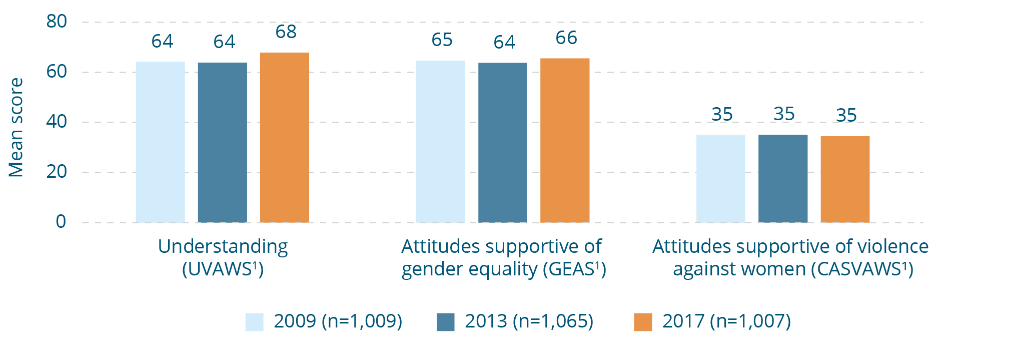 80
60
40
20
0
Mean score
64
64
68
65
64
66
35
35
35
Understanding
(UVAWS¹)
Attitudes supportive of
gender equality (GEAS¹)
Attitudes supportive of violence
against women (CASVAWS¹)
2009 (n=1,009)
2013 (n=1,065)
2017 (n=1,007)